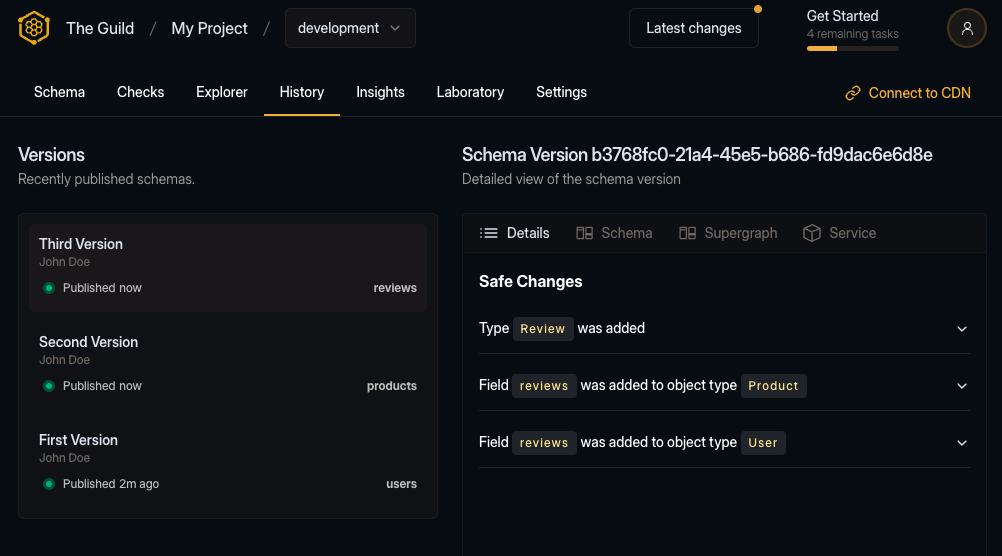 The Guild / My Project / development
Latest changes
Get Started
4 remaining tasks
Schema Checks Explorer History Insights Laboratory Settings
Connect to CDN
Versions
Recently published schemas.
Third Version
John Doe
Published now reviews
Second Version
John Doe
Published now products
First Version
John Doe
Published 2m ago users
Schema Version b3768fc0-21a4-45e5-b686-fd9dac6e6d8e
Detailed view of the schema version
Details Schema Supergraph Service
Safe Changes
Type Review was added
Field reviews was added to object type Product
Field reviews was added to object type User